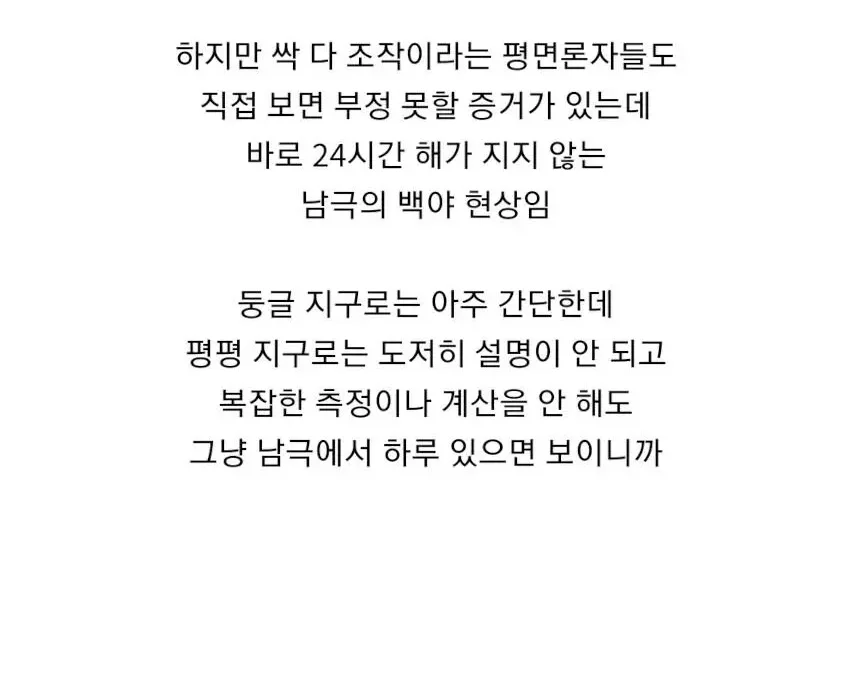 하지만 싹 다 조작이라는 평면론자들도
직접 보면 부정 못할 증거가 있는데
바로 24시간 해가 지지 않는
남극의 백야 현상임
둥글 지구로는 아주 간단한데
평평 지구로는 도저히 설명이 안 되고
복잡한 측정이나 계산을 안 해도
그냥 남극에서 하루 있으면 보이니까